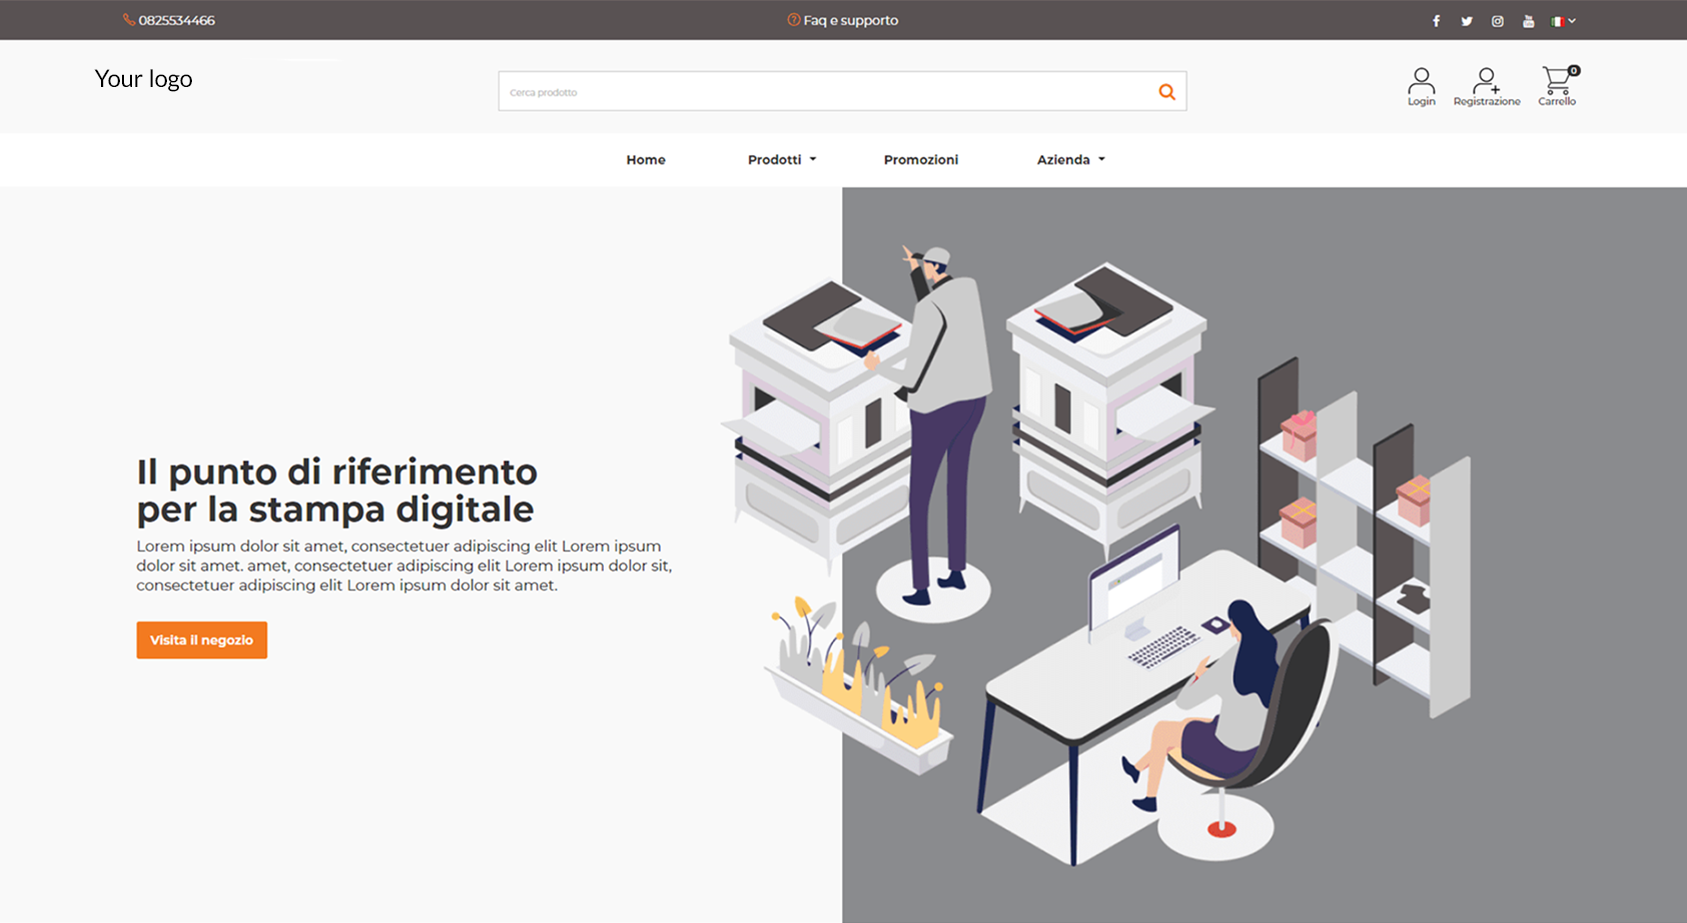 0825534466
Faq e supporto
Your logo
Cerca prodotto
Login
Registrazione
0
Carrello
Home
Prodotti
Promozioni
Azienda
Il punto di riferimento
per la stampa digitale
Lorem ipsum dolor sit amet, consectetuer adipiscing elit Lorem ipsum
dolor sit amet. amet, consectetuer adipiscing elit Lorem ipsum dolor sit,
consectetuer adipiscing elit Lorem ipsum dolor sit amet.
Visita il negozio